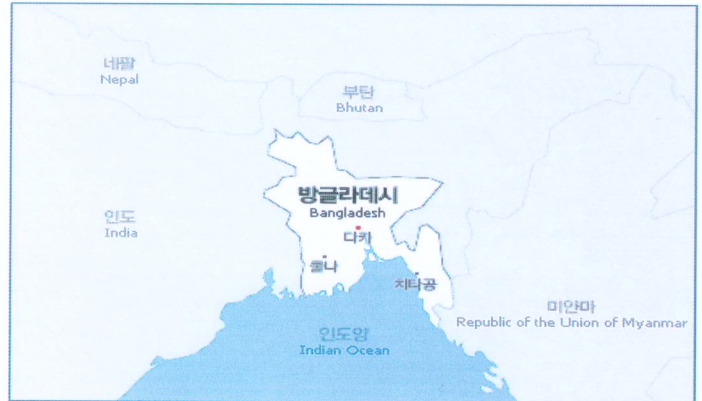 네팔
Nepal
부탄
Bhutan
방글라데시
Bangladesh
인도
India
다카
쿨나
치타공
미얀마
Republic of the Union of Myanmar
인도양
Indian Ocean